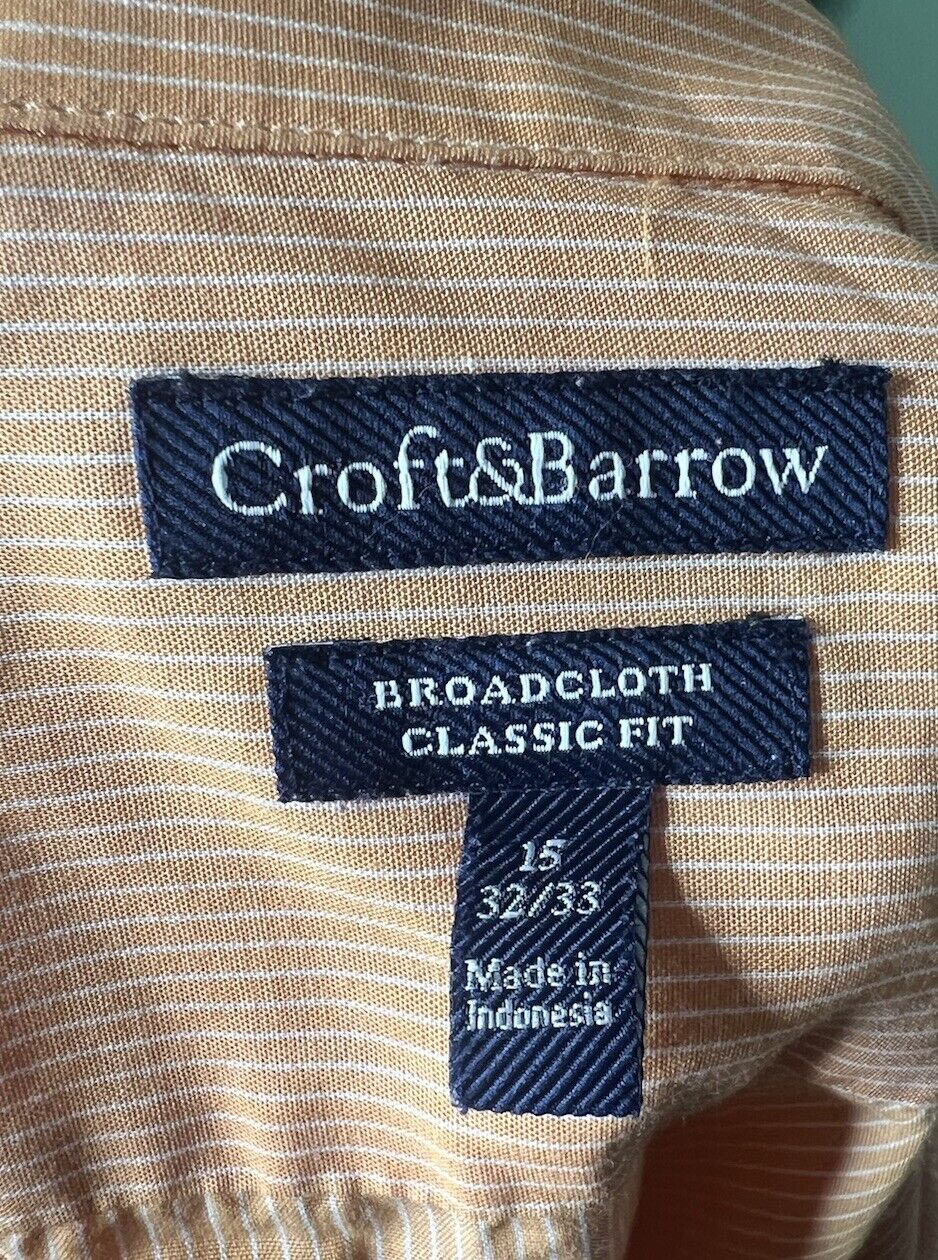 Croft&Barrow
BROADCLOTH
CLASSIC FIT
15
32/33
Made in
Indonesia